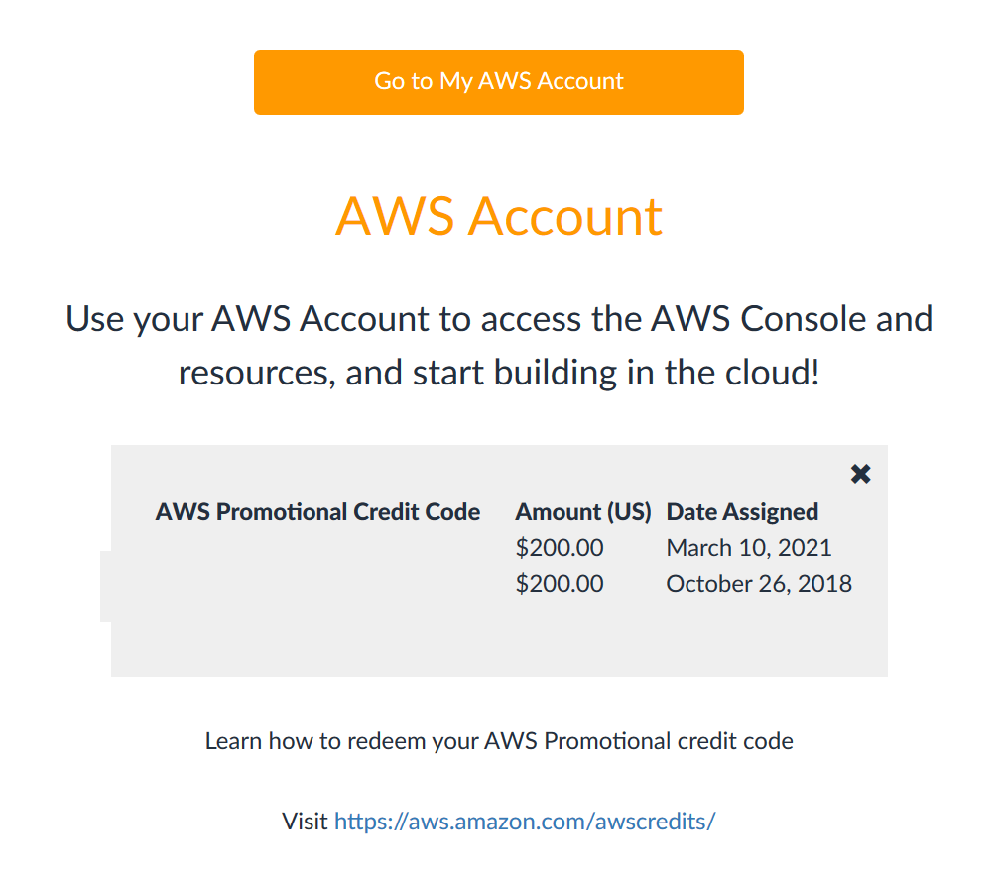 Go to My AWS Account
AWS Account
Use your AWS Account to access the AWS Console and
resources, and start building in the cloud!
✖
AWS Promotional Credit Code Amount (US) Date Assigned
$200.00 March 10, 2021
$200.00 October 26, 2018
Learn how to redeem your AWS Promotional credit code
Visit https://aws.amazon.com/awscredits/